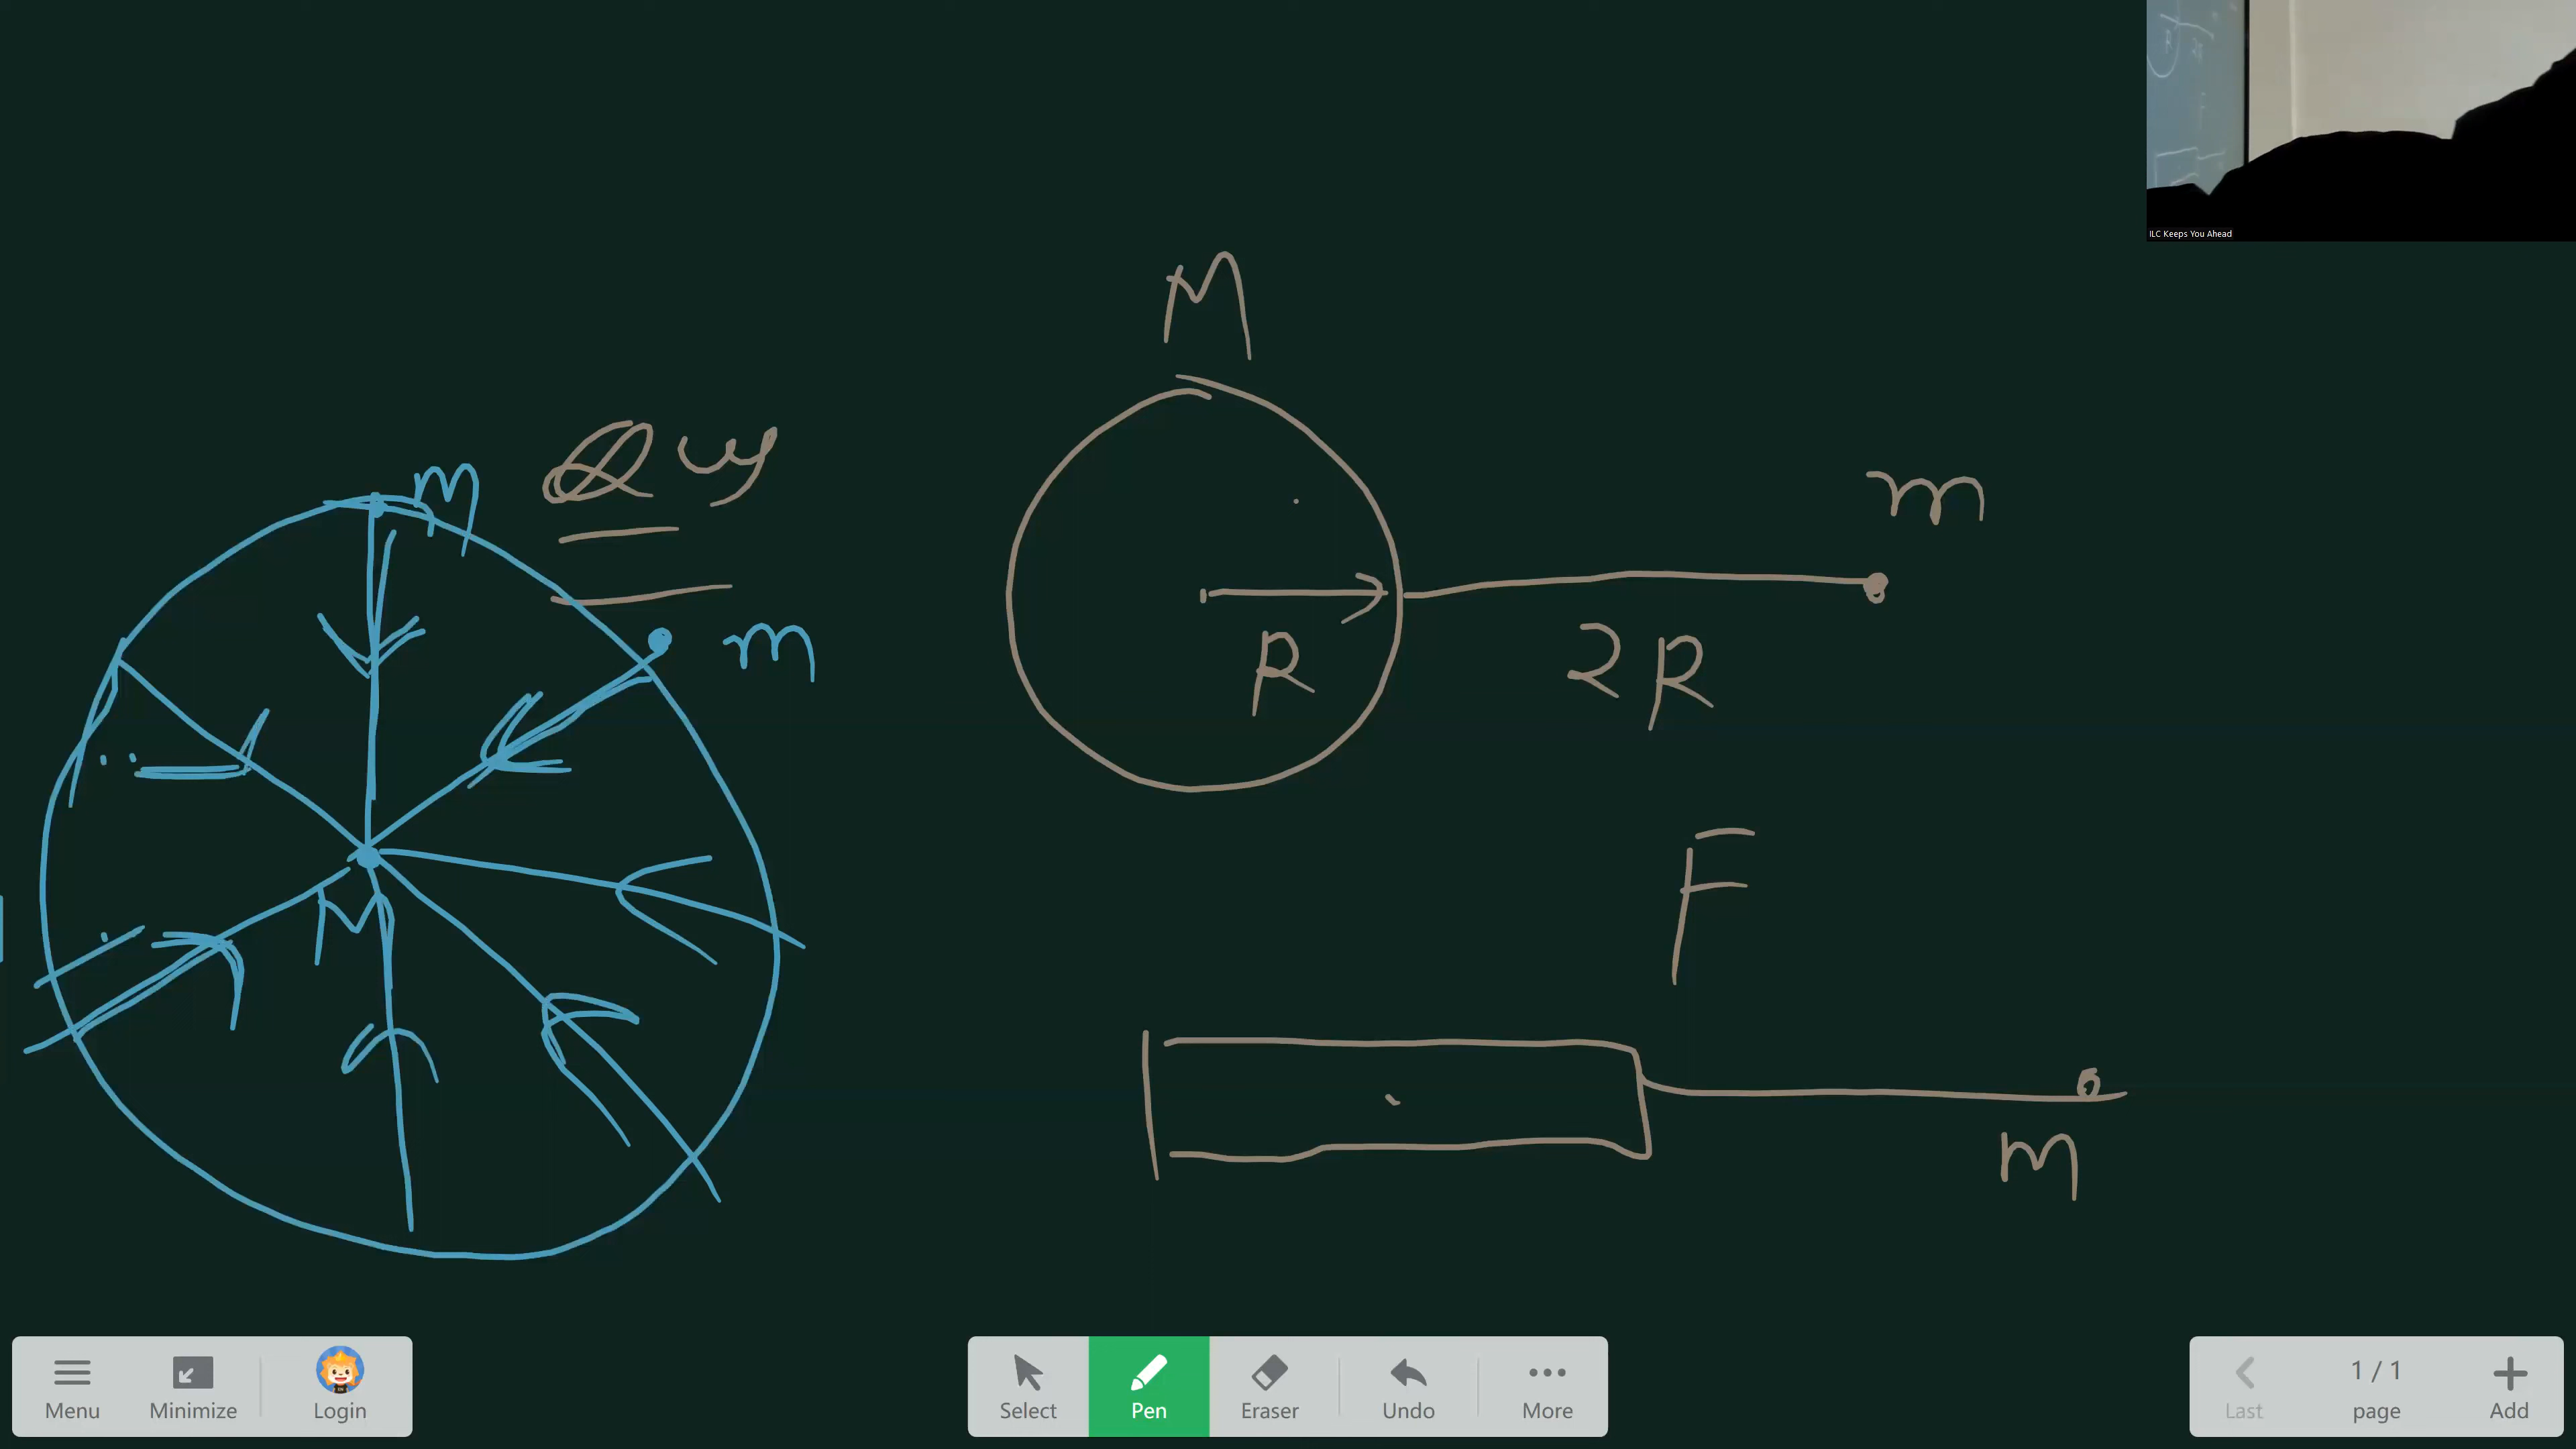 ILC Keeps You Ahead
M
m
m
m
R
2R
M
F
m
Menu
Minimize
Login
Select
Pen
Eraser
Undo
More
Last
1 / 1
page
Add